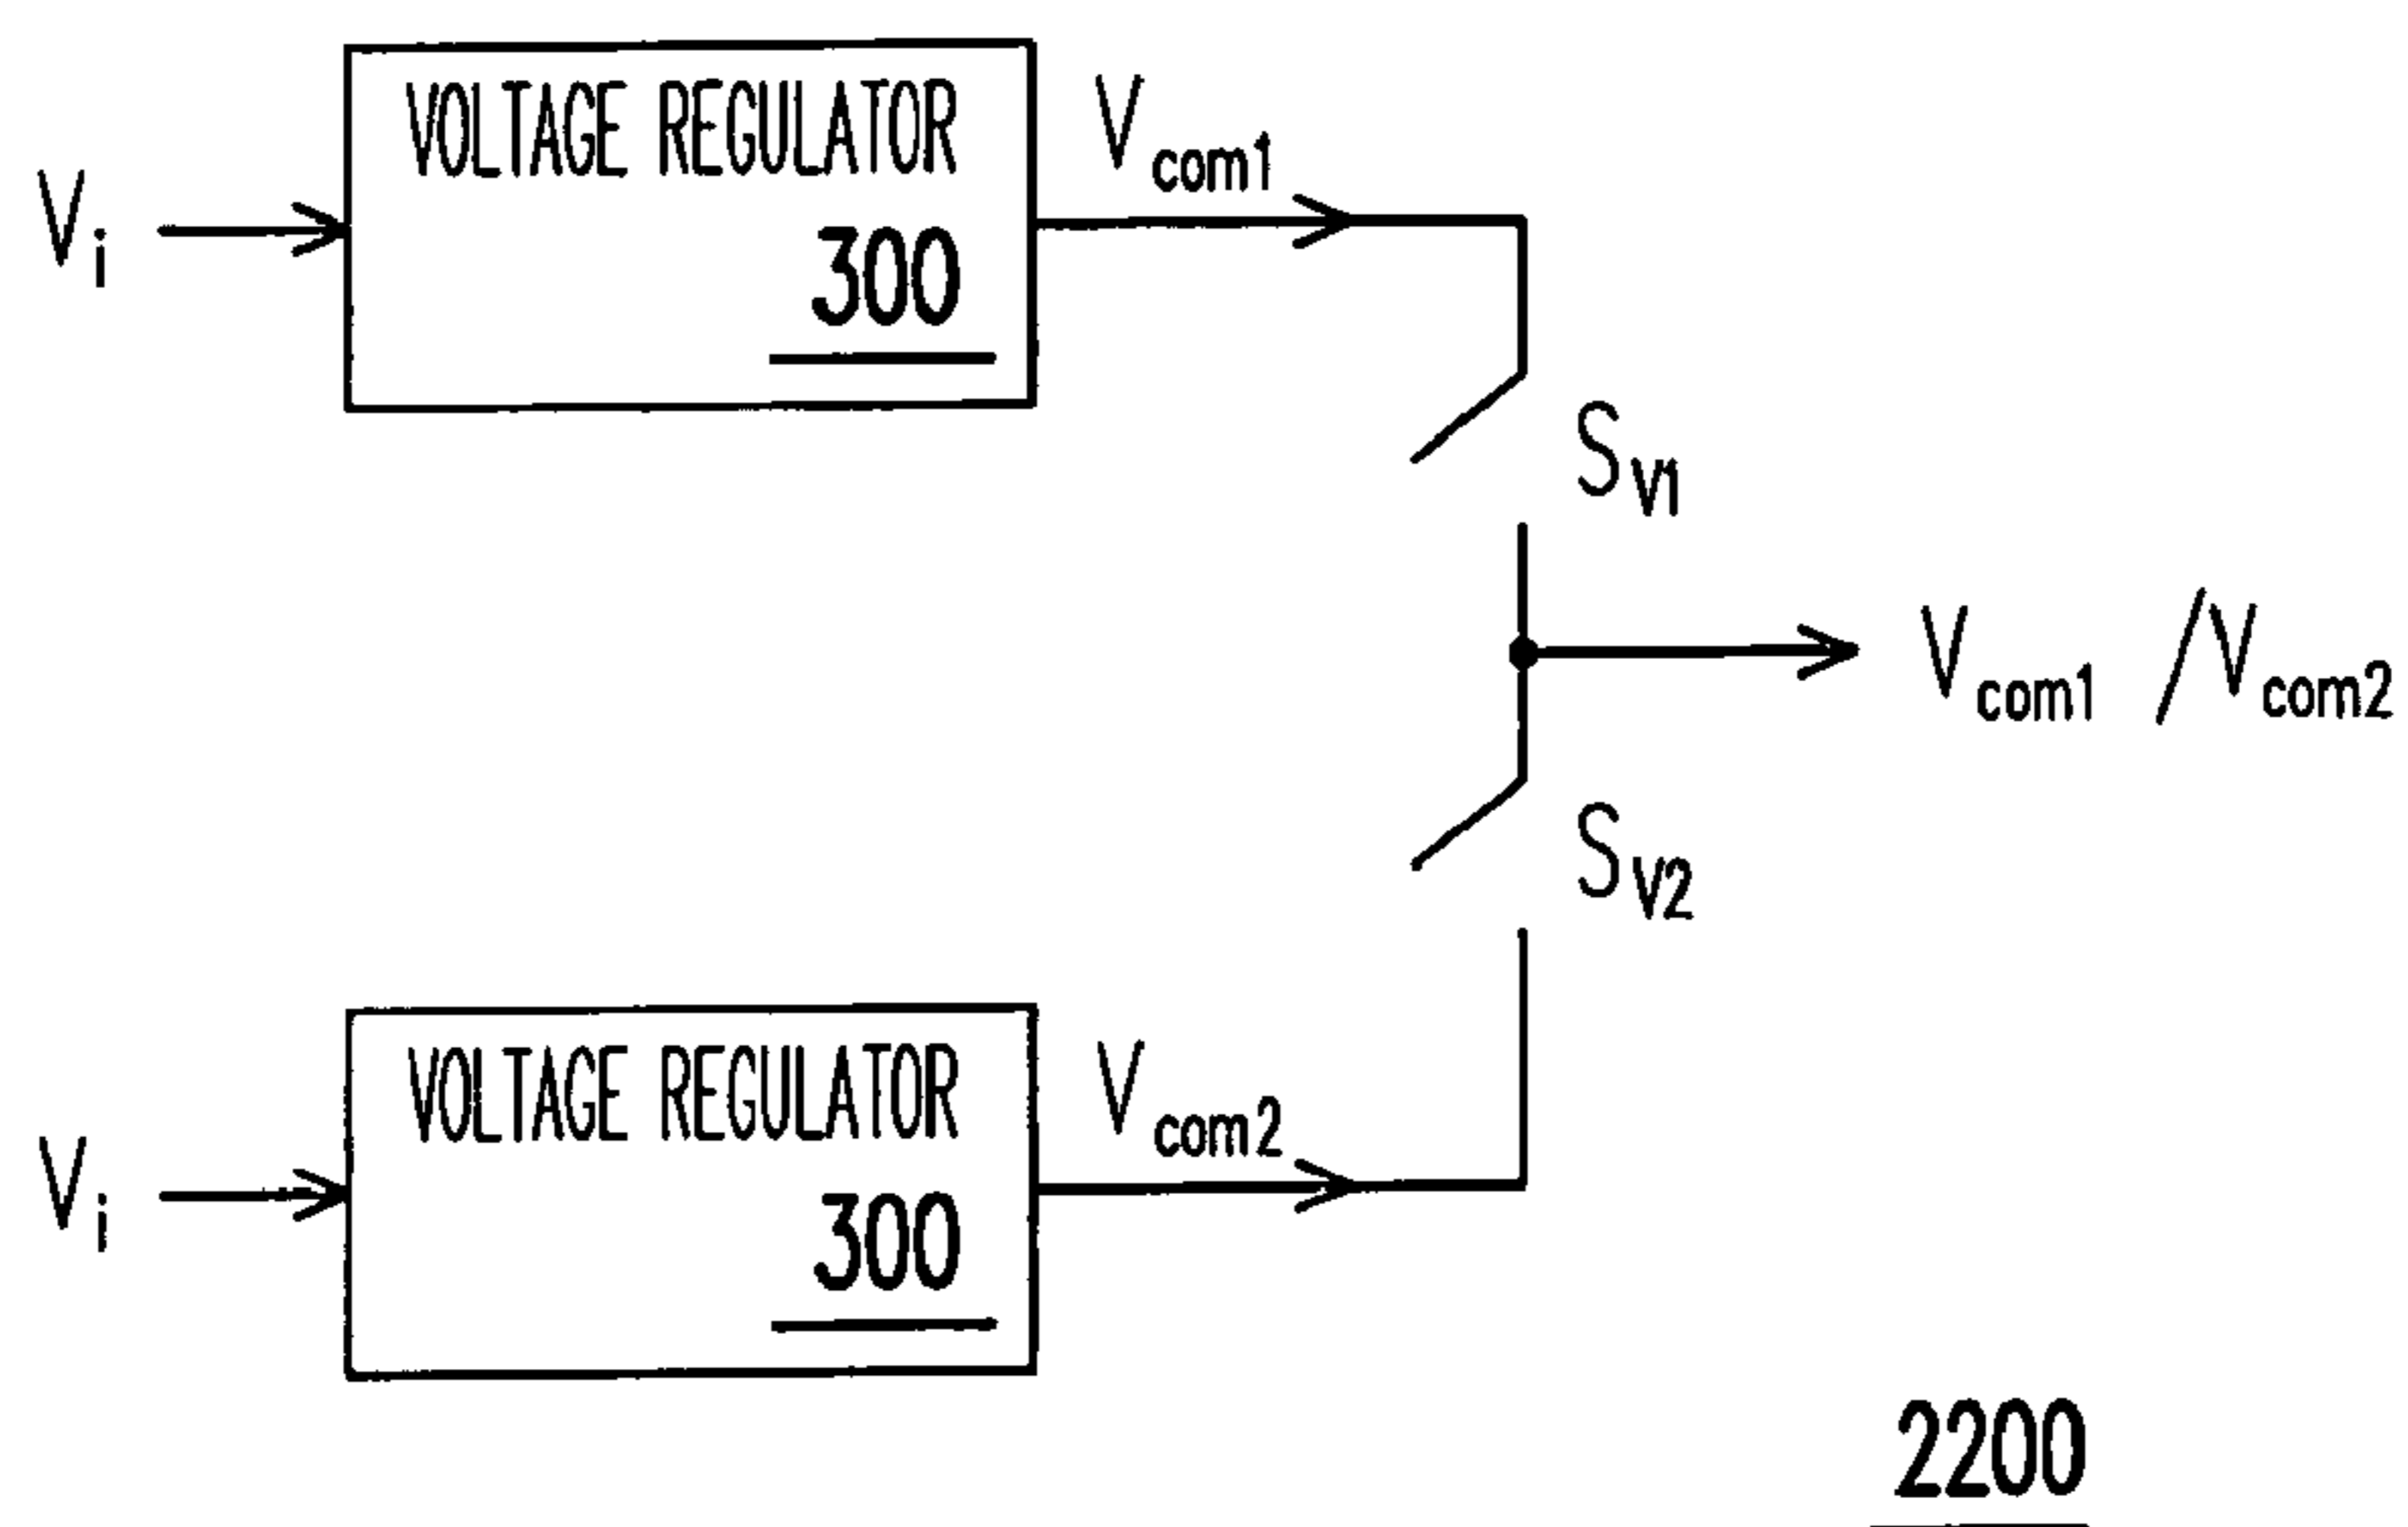 VOLTAGE REGULATOR
300
Vi
Vcom1
SV1
Vcom1 /Vcom2
SV2
VOLTAGE REGULATOR
300
Vi
Vcom2
2200